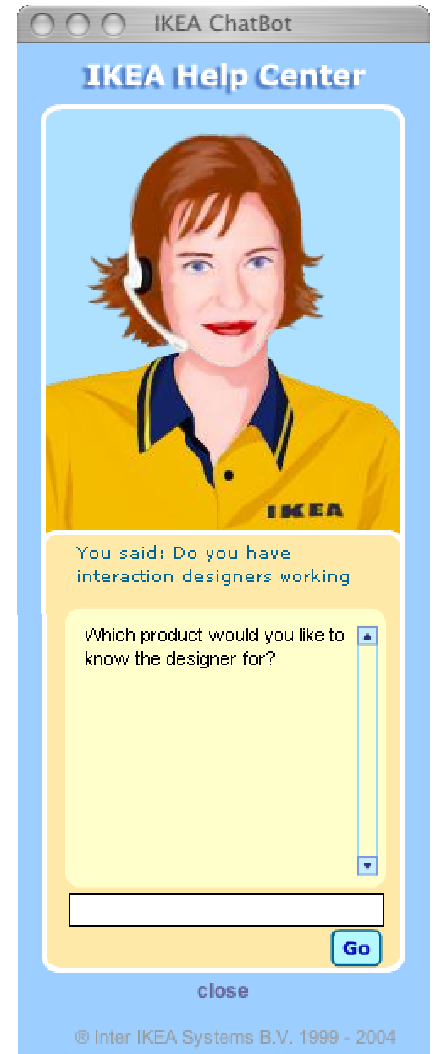 IKEA ChatBot
IKEA Help Center
IKEA
You said: Do you have
interaction designers working
Which product would you like to
know the designer for?
Go
close
® Inter IKEA Systems B.V. 1999 - 2004